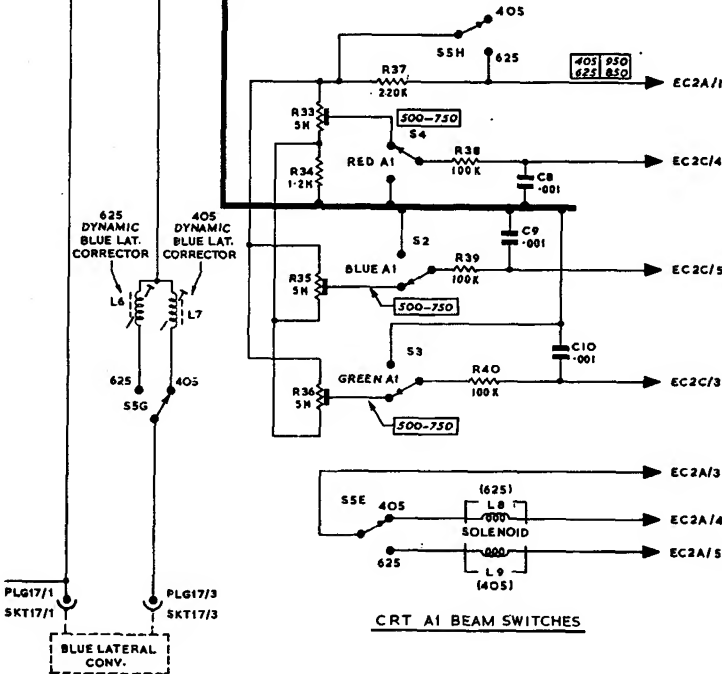 405
S5H
625
405 950
625 850
R37
220K
EC2A/1
R33
5M
500-750
S4
RED A1
R38
100K
EC2C/4
R34
1·2M
C8
·001
625
DYNAMIC
BLUE LAT.
CORRECTOR
405
DYNAMIC
BLUE LAT.
CORRECTOR
C9
·001
S2
BLUE A1
R39
100K
EC2C/5
R35
5M
L6
L7
500-750
S3
C10
·001
625
405
S5G
GREEN A1
R40
100K
EC2C/3
R36
5M
500-750
EC2A/3
S5E
405
(625)
L8
SOLENOID
EC2A/4
625
EC2A/5
L9
(405)
PLG17/1
SKT17/1
PLG17/3
SKT17/3
CRT A1 BEAM SWITCHES
BLUE LATERAL
CONV.